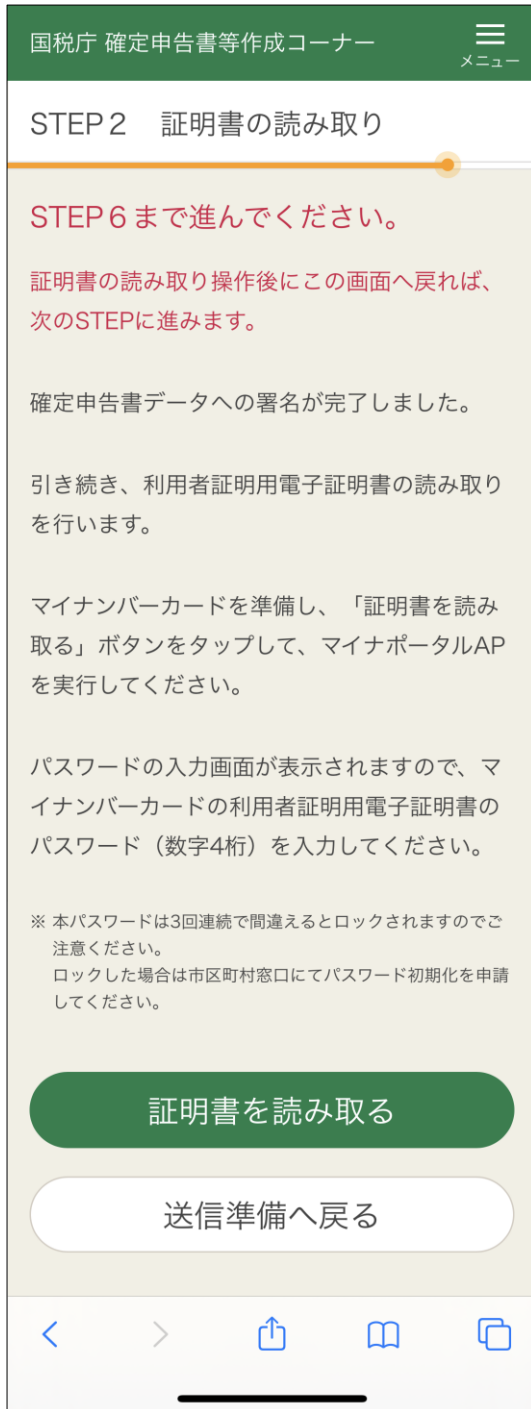 国税庁 確定申告書等作成コーナー
メニュー
STEP２　証明書の読み取り
STEP６まで進んでください。
証明書の読み取り操作後にこの画面へ戻れば、
次のSTEPに進みます。
確定申告書データへの署名が完了しました。
引き続き、利用者証明用電子証明書の読み取り
を行います。
マイナンバーカードを準備し、「証明書を読み
取る」ボタンをタップして、マイナポータルAP
を実行してください。
パスワードの入力画面が表示されますので、マ
イナンバーカードの利用者証明用電子証明書の
パスワード（数字4桁）を入力してください。
※ 本パスワードは3回連続で間違えるとロックされますのでご
注意ください。
ロックした場合は市区町村窓口にてパスワード初期化を申請
してください。
証明書を読み取る
送信準備へ戻る